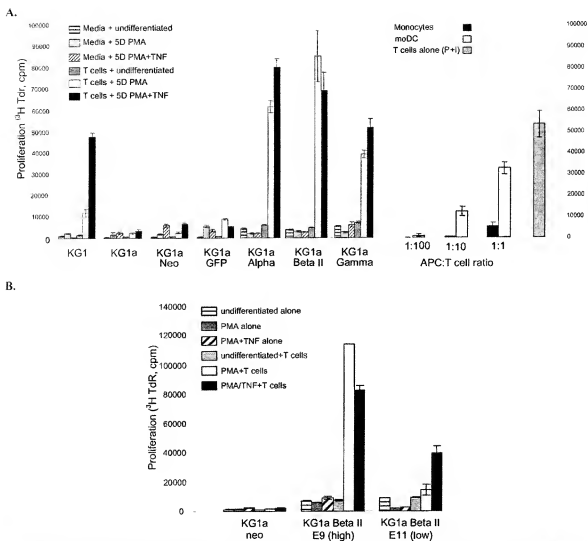 A.
Proliferation [³H Tdr, cpm)
100000
90000
80000
70000
60000
50000
40000
30000
20000
10000
0
Media + undifferentiated
Media + 5D PMA
Media + 5D PMA+TNF
T cells + undifferentiated
T cells + 5D PMA
T cells + 5D PMA+TNF
KG1
KG1a
KG1a Neo
KG1a GFP
KG1a Alpha
KG1a Beta II
KG1a Gamma
Monocytes
moDC
T cells alone (P+I)
1:100
1:10
1:1
APC:T cell ratio
100000
90000
80000
70000
60000
50000
40000
30000
20000
10000
0
B.
Proliferation (³H TdR, cpm)
140000
120000
100000
80000
60000
40000
20000
0
undifferentiated alone
PMA alone
PMA+TNF alone
undifferentiated+T cells
PMA+T cells
PMA/TNF+T cells
KG1a
neo
KG1a Beta II
E9 (high)
KG1a Beta II
E11 (low)